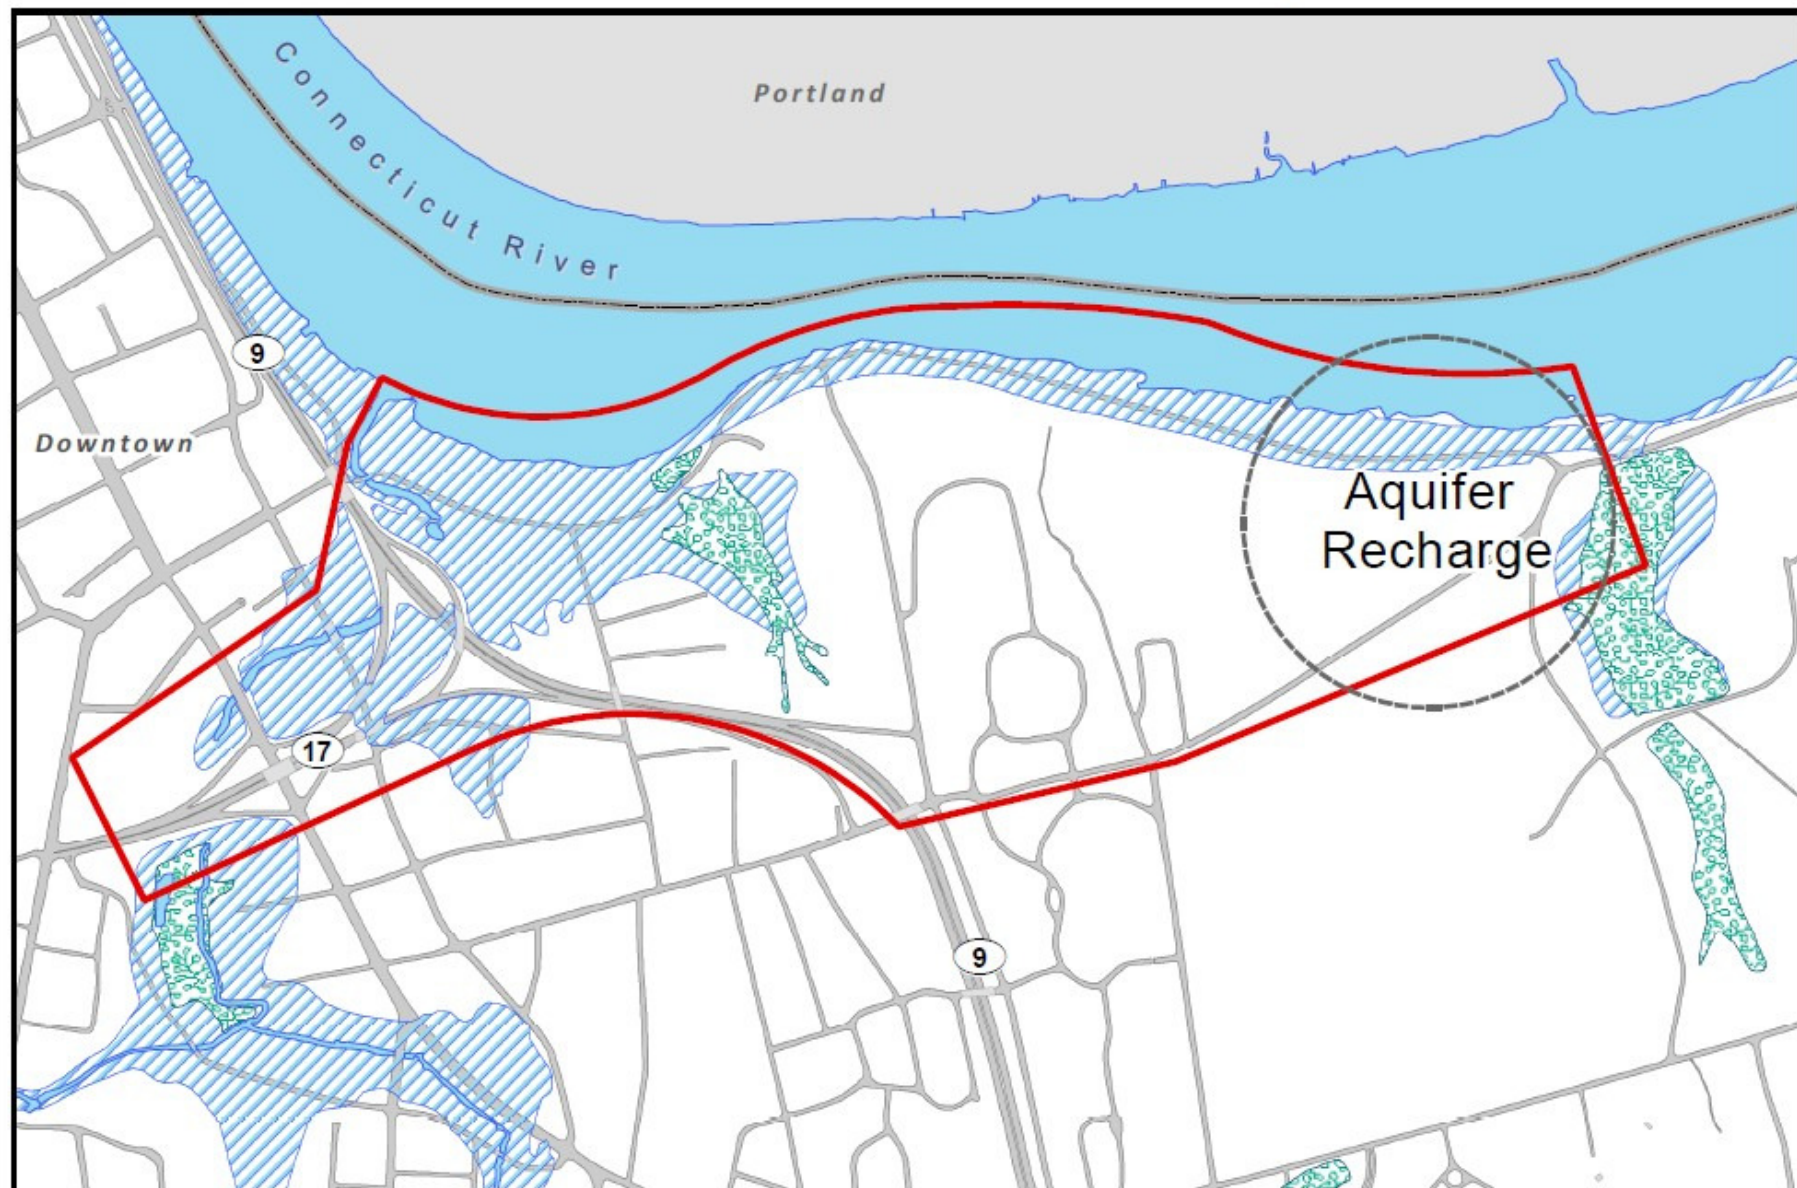 Portland
Connecticut River
9
Downtown
Aquifer
Recharge
17
9